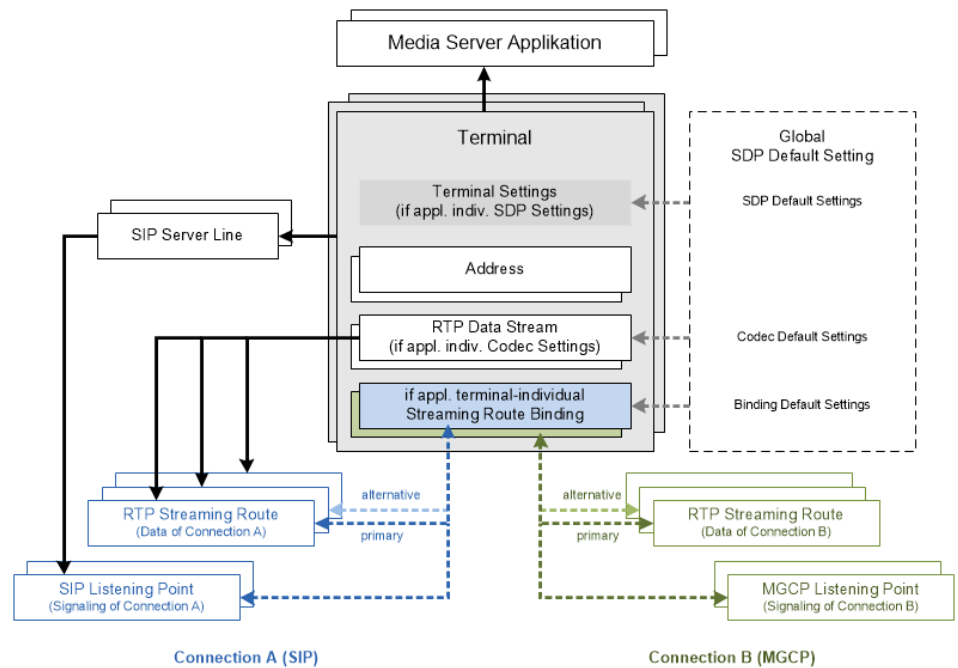 Media Server Applikation
Terminal
Global
SDP Default Setting
Terminal Settings
(if appl. indiv. SDP Settings)
SDP Default Settings
SIP Server Line
Address
RTP Data Stream
(if appl. indiv. Codec Settings)
Codec Default Settings
if appl. terminal-individual
Streaming Route Binding
Binding Default Settings
alternative
alternative
RTP Streaming Route
(Data of Connection A)
RTP Streaming Route
(Data of Connection B)
primary
primary
SIP Listening Point
(Signaling of Connection A)
MGCP Listening Point
(Signaling of Connection B)
Connection A (SIP)
Connection B (MGCP)